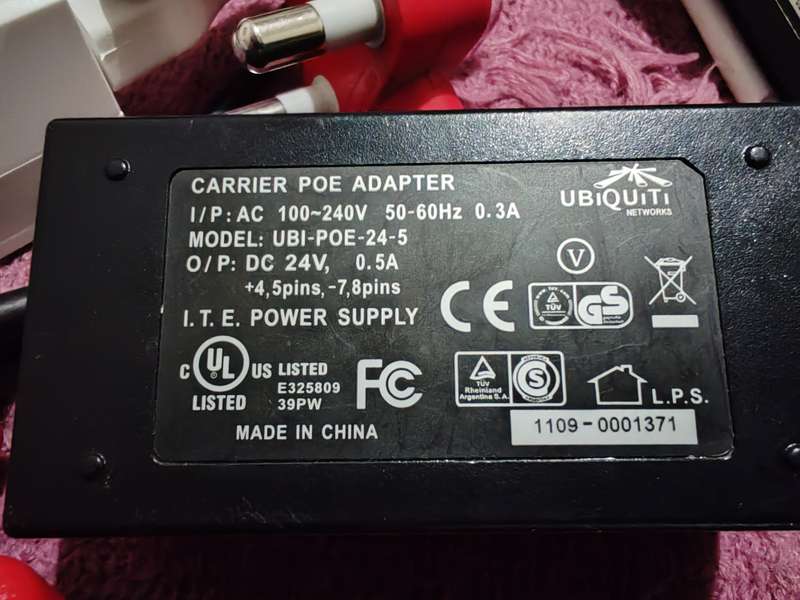 CARRIER POE ADAPTER
I/P: AC 100~240V 50-60Hz 0.3A
MODEL: UBI-POE-24-5
O/P: DC 24V, 0.5A
+4,5pins,-7,8pins
I.T.E. POWER SUPPLY
UBiQUiTi
NETWORKS
V
CE
TÜV
GS
C UL US LISTED
LISTED
E325809
39PW
FC
TÜV
Rheinland
Argentina S.A.
S
L.P.S.
1109-0001371
MADE IN CHINA